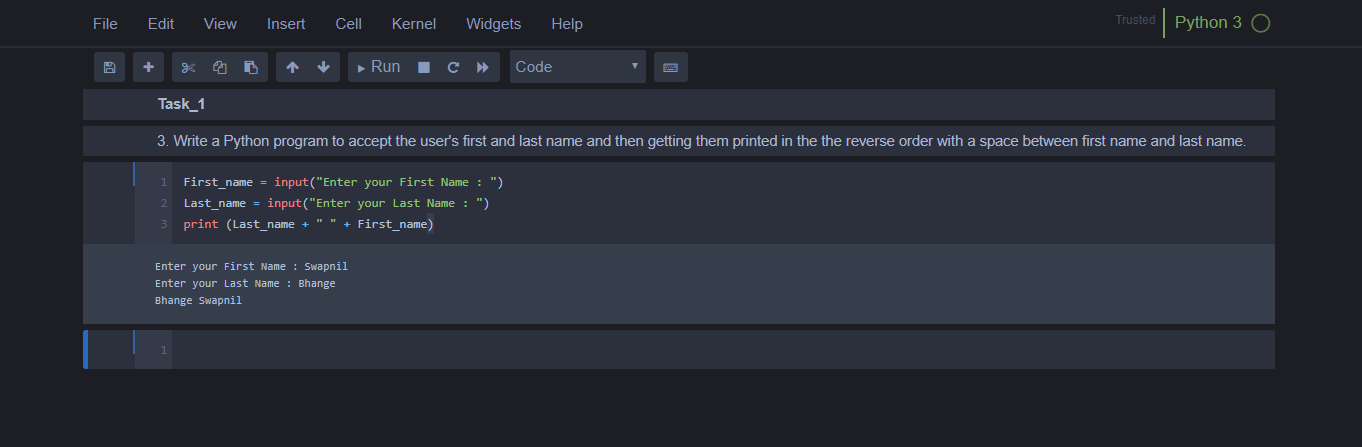 File Edit View Insert Cell Kernel Widgets Help Trusted Python 3
Run Code
Task_1
3. Write a Python program to accept the user's first and last name and then getting them printed in the the reverse order with a space between first name and last name.
1 First_name = input("Enter your First Name : ")
2 Last_name = input("Enter your Last Name : ")
3 print (Last_name + " " + First_name)
Enter your First Name : Swapnil
Enter your Last Name : Bhange
Bhange Swapnil
1